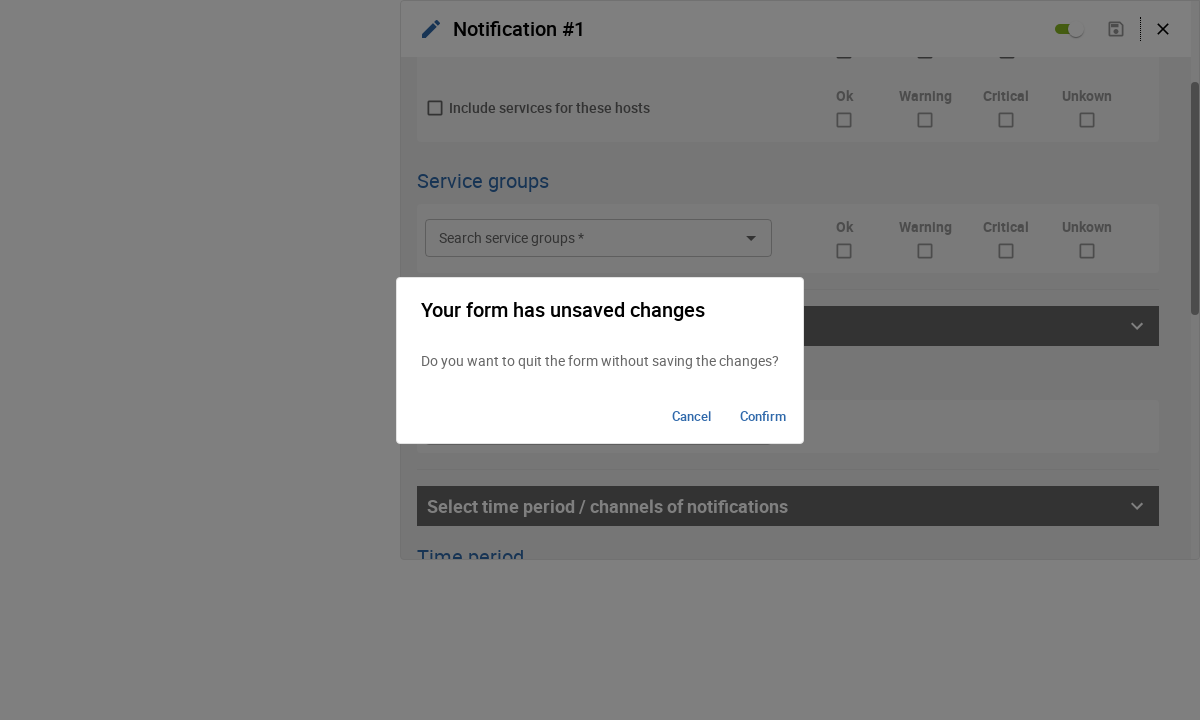 Notification #1
Ok Warning Critical Unkown
Include services for these hosts
Service groups
Ok Warning Critical Unkown
Search service groups *
Your form has unsaved changes
Do you want to quit the form without saving the changes?
Cancel Confirm
Select time period / channels of notifications
Time period